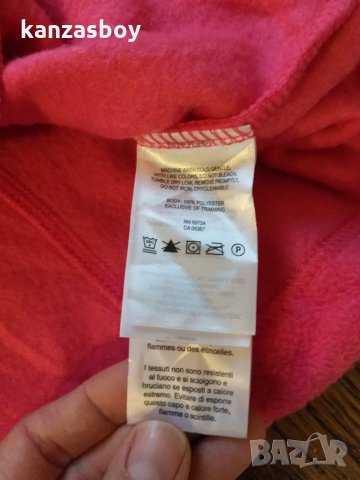 kanzasboy
MACHINE WASH COLD GENTLE,
WITH LIKE COLORS, DO NOT BLEACH,
TUMBLE DRY LOW, REMOVE PROMPTLY,
DO NOT IRON, DRYCLEANABLE
BODY: 100% POLYESTER
EXCLUSIVE OF TRIMMING
RN 55724
CA 05367
P
flammes ou des étincelles.
I tessuti non sono resistenti
al fuoco e si sciolgono e
bruciano se esposti a calore
estremo. Evitare di esporre
questo capo a calore forte,
fiamma o scintille.
BAZAR